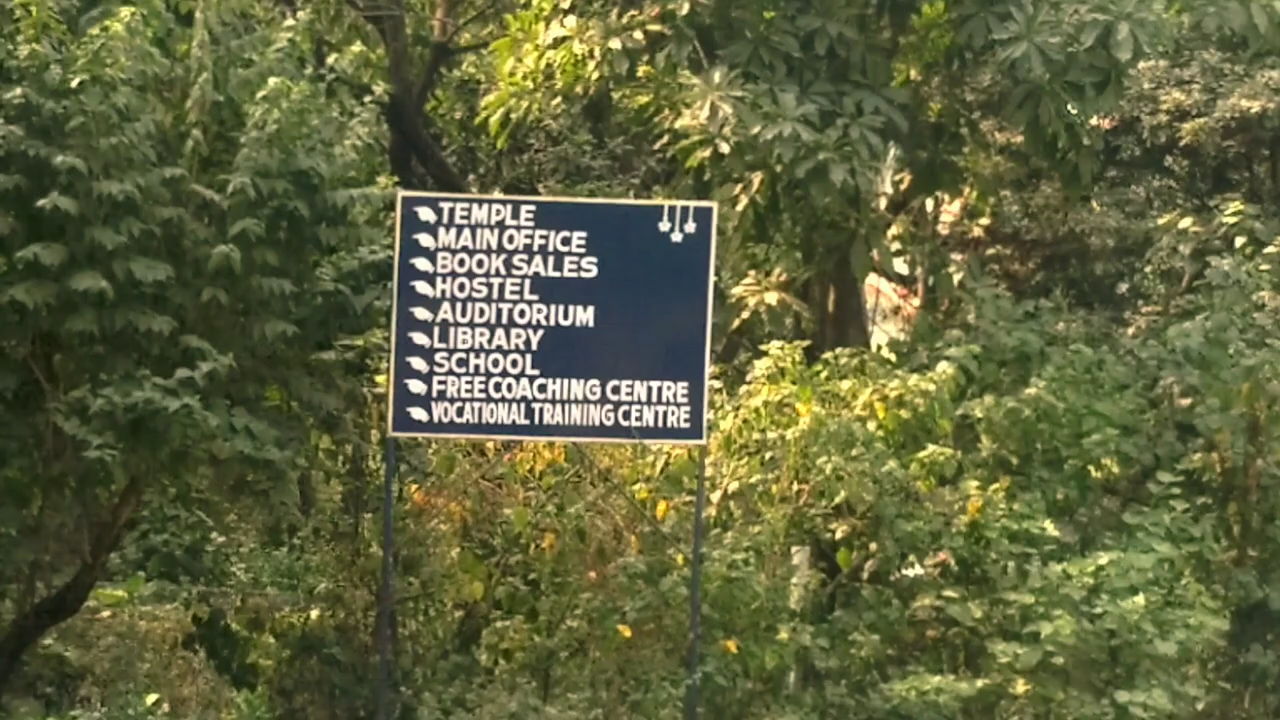 TEMPLE
MAIN OFFICE
BOOK SALES
HOSTEL
AUDITORIUM
LIBRARY
SCHOOL
FREE COACHING CENTRE
VOCATIONAL TRAINING CENTRE